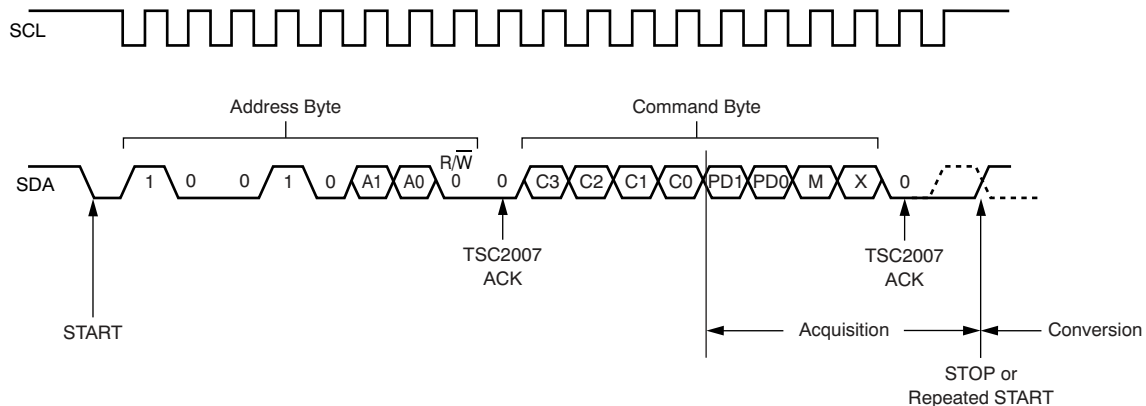 SCL
Address Byte
Command Byte
R/W
SDA
1 0 0 1 0 A1 A0 0 0 C3 C2 C1 C0 PD1 PD0 M X 0
TSC2007
ACK
TSC2007
ACK
START
Acquisition
Conversion
STOP or
Repeated START